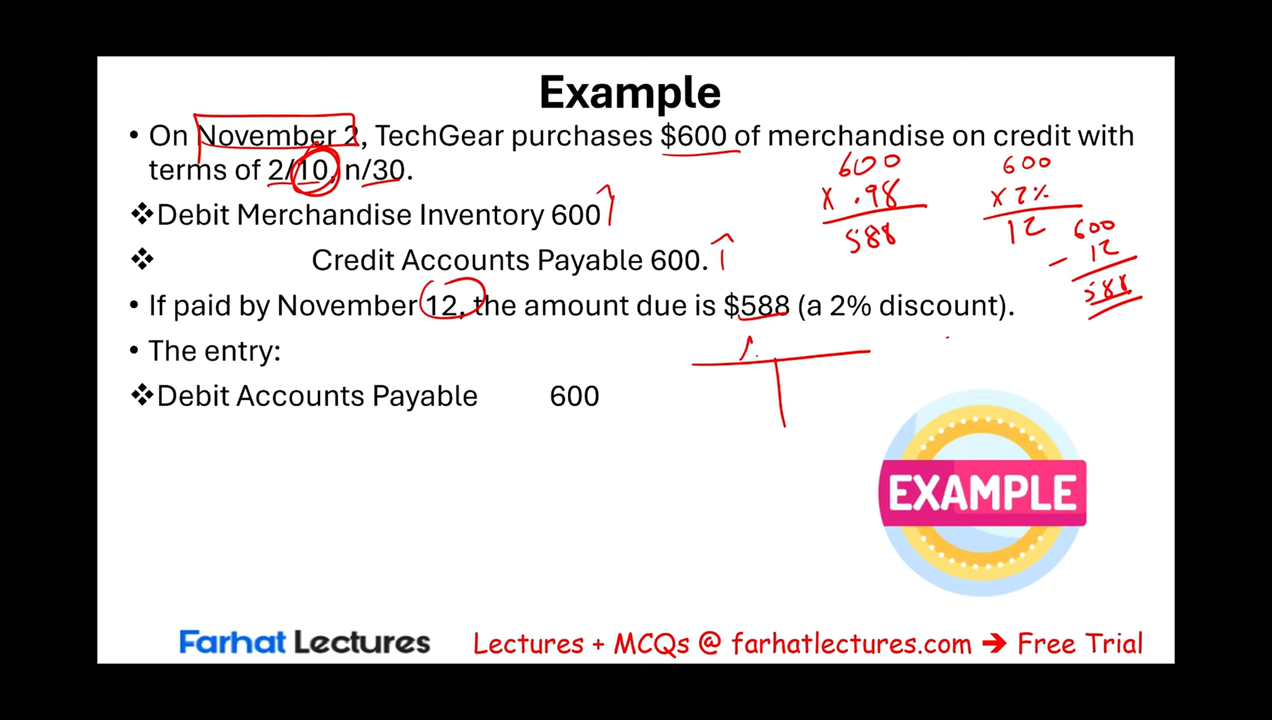 Example
• On November 2, TechGear purchases $600 of merchandise on credit with
terms of 2/10, n/30.
600
x .98
588
600
x 2%
12
600
- 12
588
❖Debit Merchandise Inventory 600
❖ Credit Accounts Payable 600.
• If paid by November 12, the amount due is $588 (a 2% discount).
• The entry:
❖Debit Accounts Payable 600
EXAMPLE
Farhat Lectures
Lectures + MCQs @ farhatlectures.com ➔ Free Trial